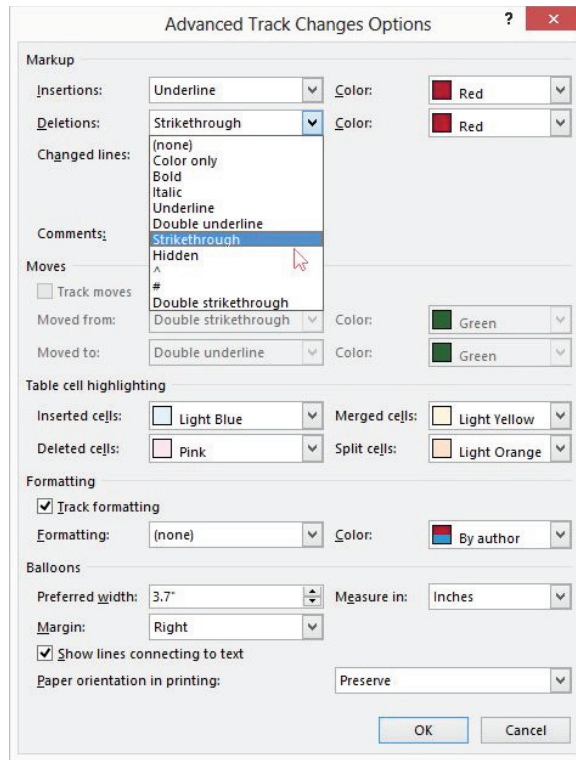 Advanced Track Changes Options ? ×
Markup
Insertions: Underline Color: Red
Deletions: Strikethrough Color: Red
Changed lines:
(none)
Color only
Bold
Italic
Underline
Double underline
Comments:
Strikethrough
Hidden
^
#
Double strikethrough
Moves
Track moves
Moved from: Double strikethrough Color: Green
Moved to: Double underline Color: Green
Table cell highlighting
Inserted cells: Light Blue Merged cells: Light Yellow
Deleted cells: Pink Split cells: Light Orange
Formatting
Track formatting
Formatting: (none) Color: By author
Balloons
Preferred width: 3.7" Measure in: Inches
Margin: Right
Show lines connecting to text
Paper orientation in printing: Preserve
OK Cancel